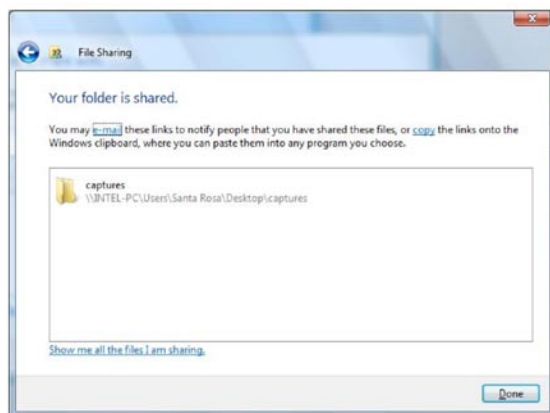 File Sharing
Your folder is shared.
You may e-mail these links to notify people that you have shared these files, or copy the links onto the
Windows clipboard, where you can paste them into any program you choose.
captures
\\INTEL-PC\Users\Santa Rosa\Desktop\captures
Show me all the files I am sharing.
Done